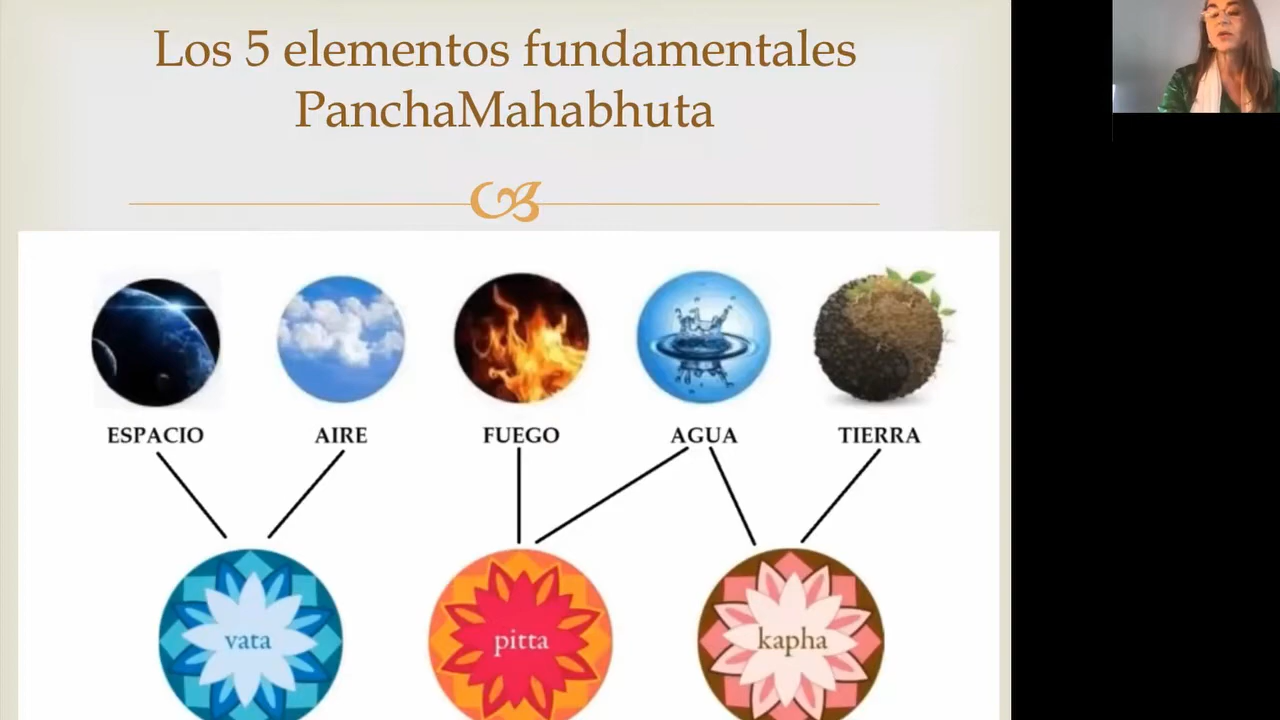 Los 5 elementos fundamentales
PanchaMahabhuta
ESPACIO AIRE FUEGO AGUA TIERRA
vata pitta kapha